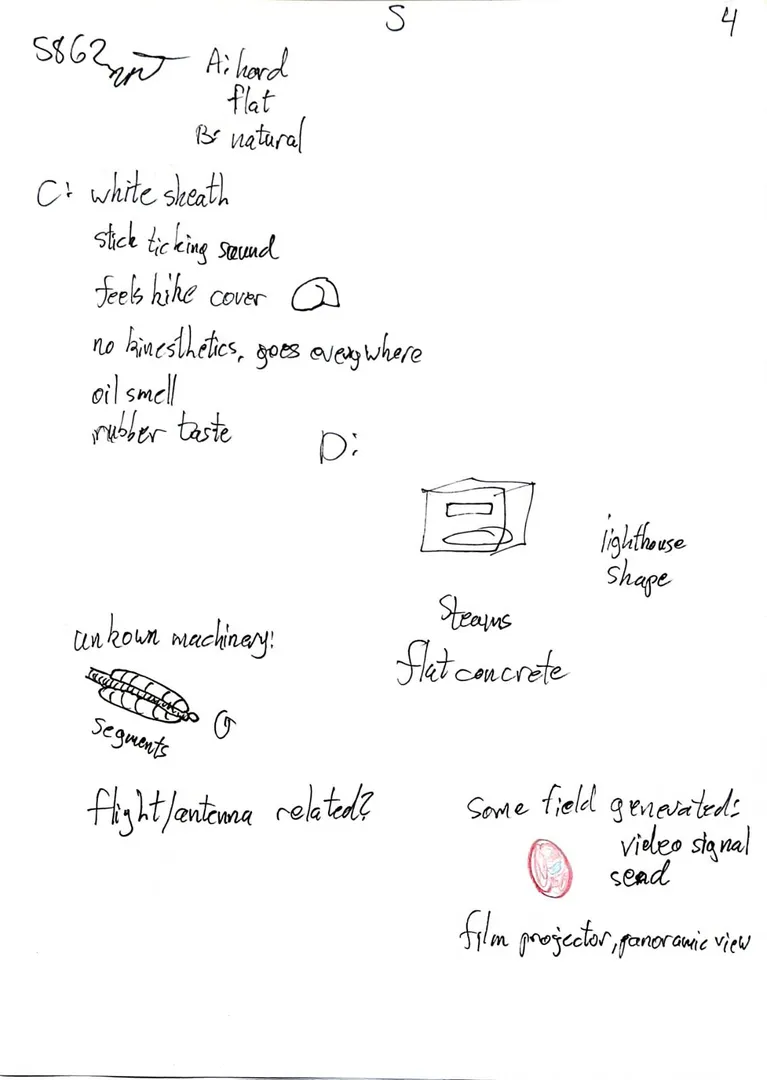 S
4
5862
A: hard
flat
B: natural
C: white sheath
stick ticking sound
feels hike cover
no kinesthetics, goes everywhere
oil smell
rubber taste
D:
lighthouse
shape
Steams
flat concrete
unkown machinery:
segments
flight/antenna related?
Some field generated:
video signal
send
film projector, panoramic view